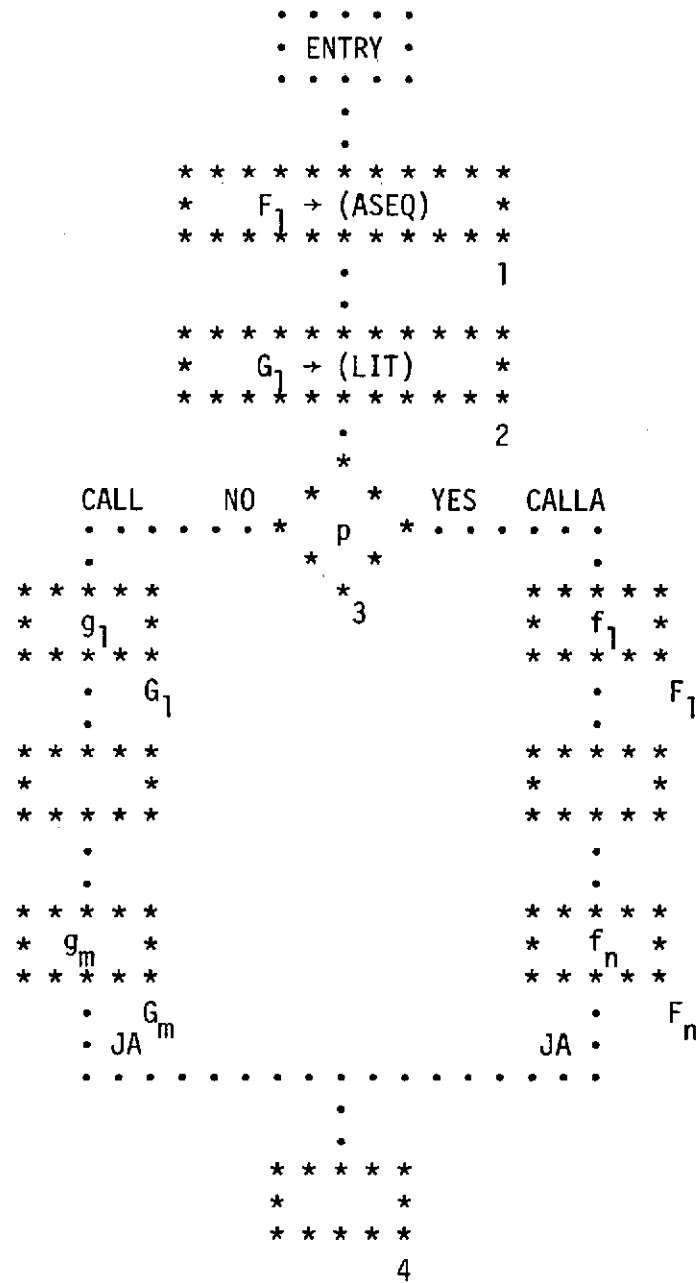 ENTRY
F₁ → (ASEQ)
1
G₁ → (LIT)
2
CALL NO YES CALLA
p
3
g₁ f₁
G₁ F₁
gₘ fₙ
Gₘ Fₙ
JA JA
4